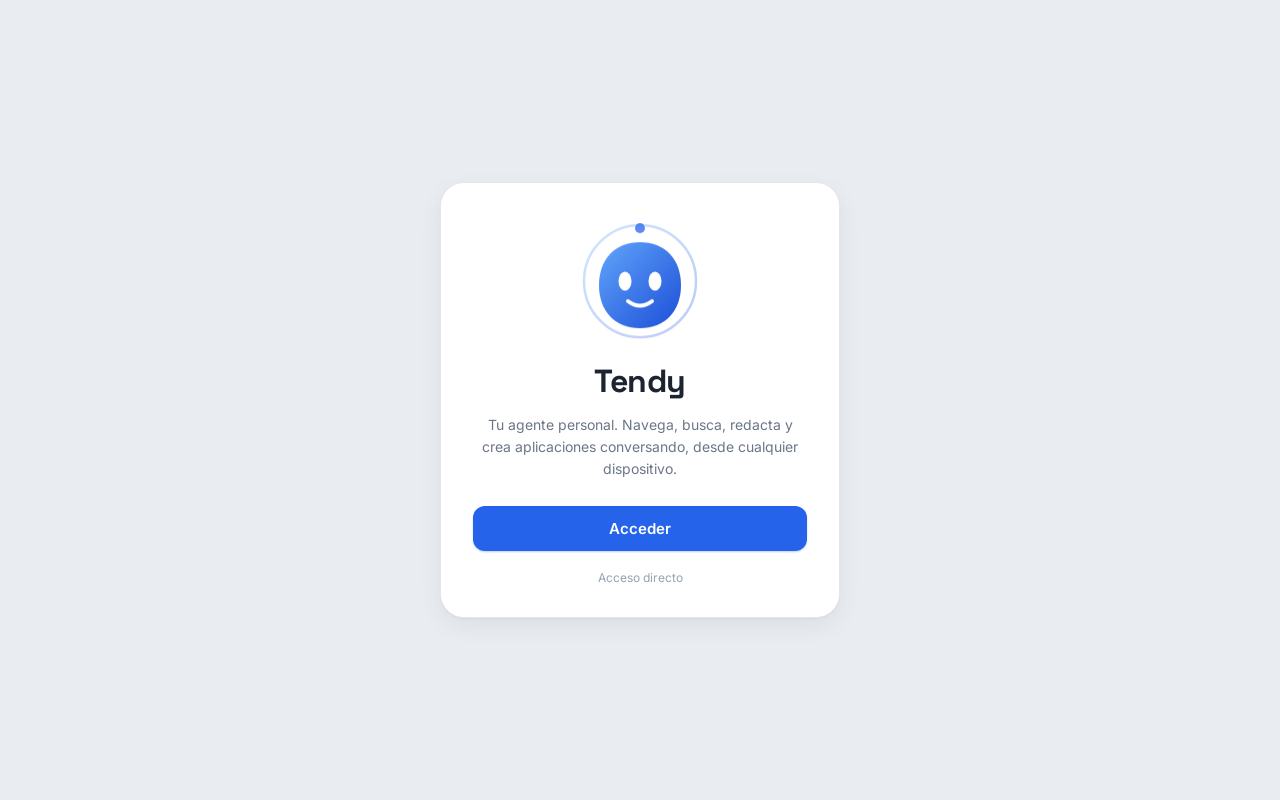 Tendy
Tu agente personal. Navega, busca, redacta y
crea aplicaciones conversando, desde cualquier
dispositivo.
Acceder
Acceso directo